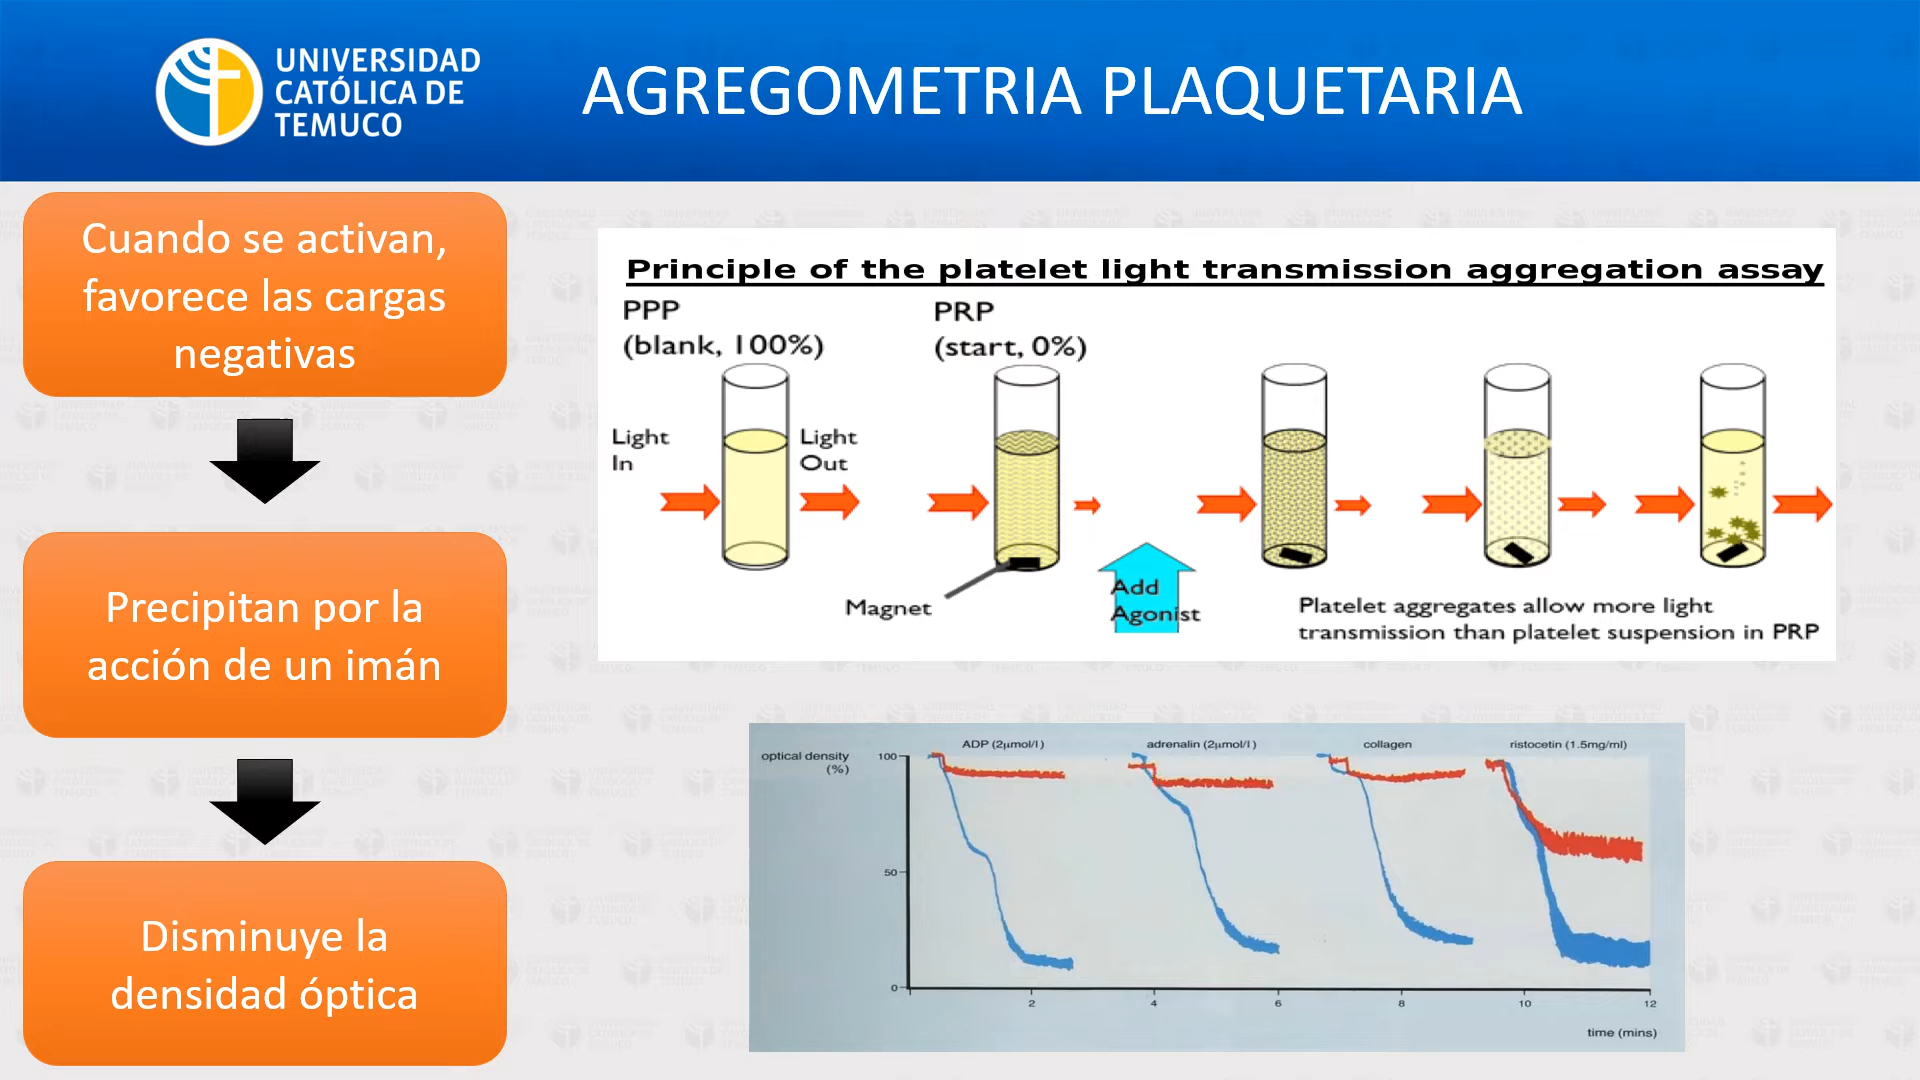 UNIVERSIDAD
CATÓLICA DE
TEMUCO
AGREGOMETRIA PLAQUETARIA
Cuando se activan,
favorece las cargas
negativas
Precipitan por la
acción de un imán
Disminuye la
densidad óptica
Principle of the platelet light transmission aggregation assay
PPP
(blank, 100%)
PRP
(start, 0%)
Light
In
Light
Out
Magnet
Add
Agonist
Platelet aggregates allow more light
transmission than platelet suspension in PRP
optical density
(%)
ADP (2µmol/l)
adrenalin (2µmol/l)
collagen
ristocetin (1.5mg/ml)
100
50
0
2
4
6
8
10
12
time (mins)